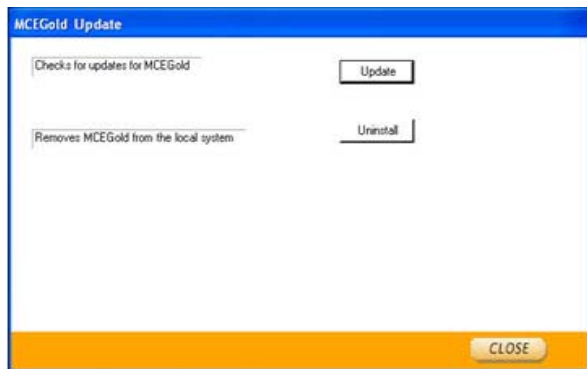 MCEGold Update
Checks for updates for MCEGold
Update
Removes MCEGold from the local system
Uninstall
CLOSE